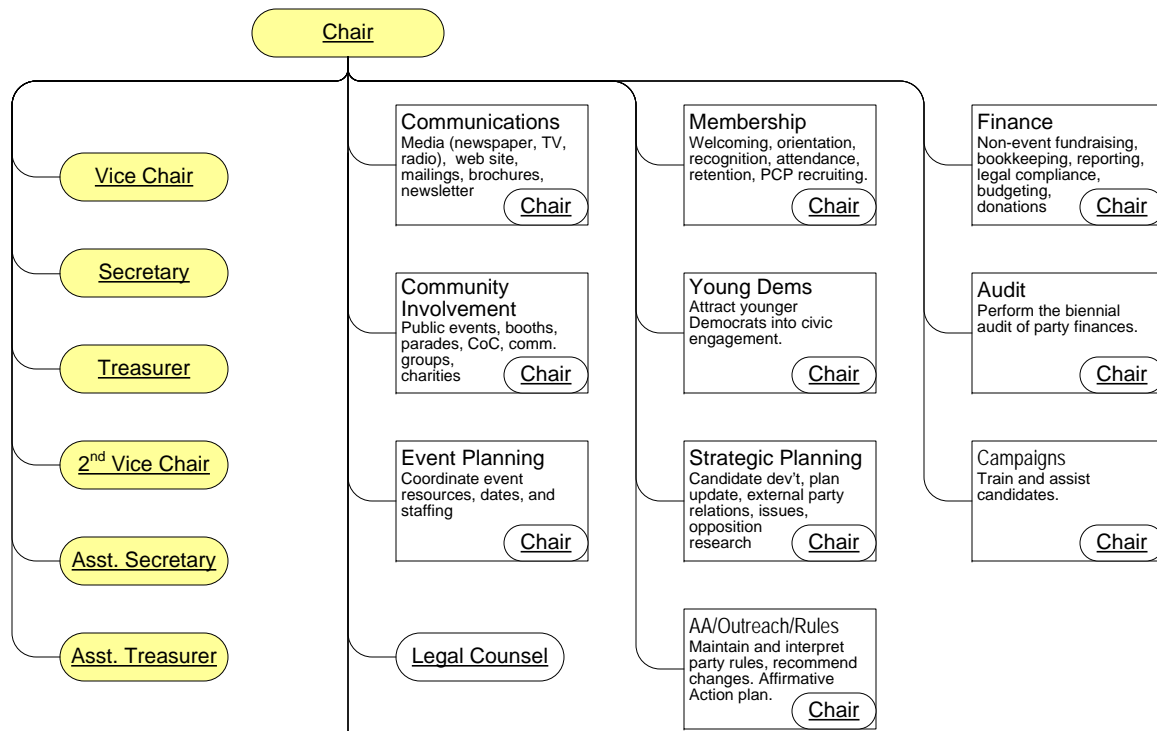 Chair
Vice Chair
Secretary
Treasurer
2nd Vice Chair
Asst. Secretary
Asst. Treasurer
Communications
Media (newspaper, TV,
radio),  web site,
mailings, brochures,
newsletter
Chair
Community
Involvement
Public events, booths,
parades, CoC, comm.
groups,
charities
Chair
Event Planning
Coordinate event
resources, dates, and
staffing
Chair
Legal Counsel
Membership
Welcoming, orientation,
recognition, attendance,
retention, PCP recruiting.
Chair
Young Dems
Attract younger
Democrats into civic
engagement.
Chair
Strategic Planning
Candidate dev't, plan
update, external party
relations, issues,
opposition
research
Chair
AA/Outreach/Rules
Maintain and interpret
party rules, recommend
changes. Affirmative
Action plan.
Chair
Finance
Non-event fundraising,
bookkeeping, reporting,
legal compliance,
budgeting,
donations
Chair
Audit
Perform the biennial
audit of party finances.
Chair
Campaigns
Train and assist
candidates.
Chair